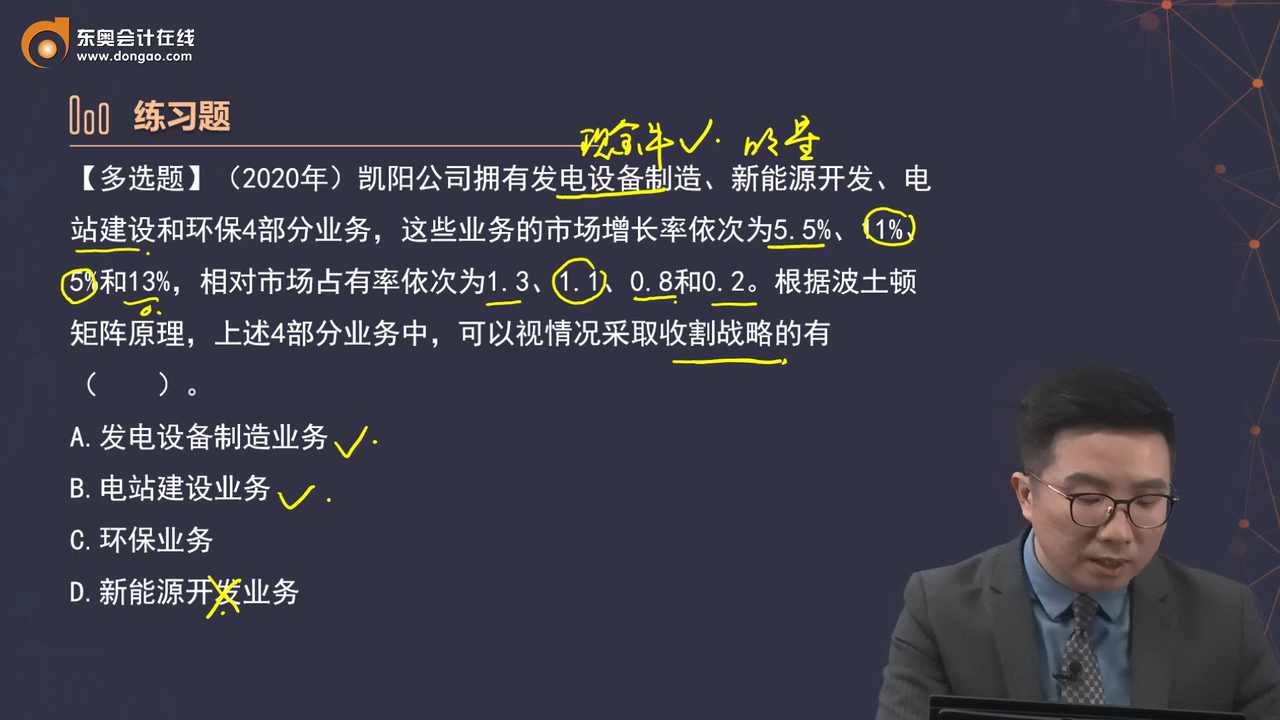 东奥会计在线
www.dongao.com
练习题
现金牛 明星
【多选题】（2020年）凯阳公司拥有发电设备制造、新能源开发、电
站建设和环保4部分业务，这些业务的市场增长率依次为5.5%、11%、
5%和13%，相对市场占有率依次为1.3、1.1、0.8和0.2。根据波士顿
矩阵原理，上述4部分业务中，可以视情况采取收割战略的有
（ ）。
A.发电设备制造业务
B.电站建设业务
C.环保业务
D.新能源开发业务